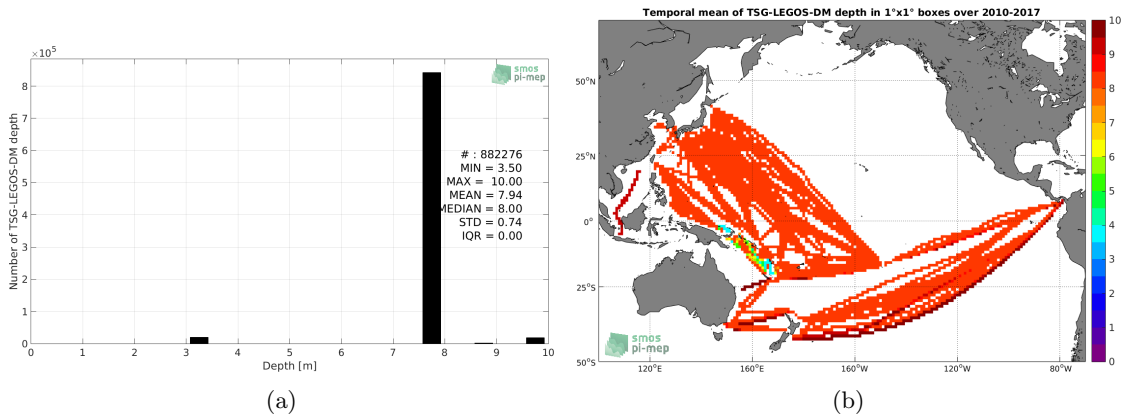 ×10⁵
8
7
6
5
4
3
2
1
0
Number of TSG-LEGOS-DM depth
smos
pi-mep
# : 882276
MIN = 3.50
MAX = 10.00
MEAN = 7.94
MEDIAN = 8.00
STD = 0.74
IQR = 0.00
0 1 2 3 4 5 6 7 8 9 10
Depth [m]
(a)
Temporal mean of TSG-LEGOS-DM depth in 1°x1° boxes over 2010-2017
50°N
25°N
0°
25°S
50°S
smos
pi-mep
120°E 160°E 160°W 120°W 80°W
10
9
8
7
6
5
4
3
2
1
0
(b)